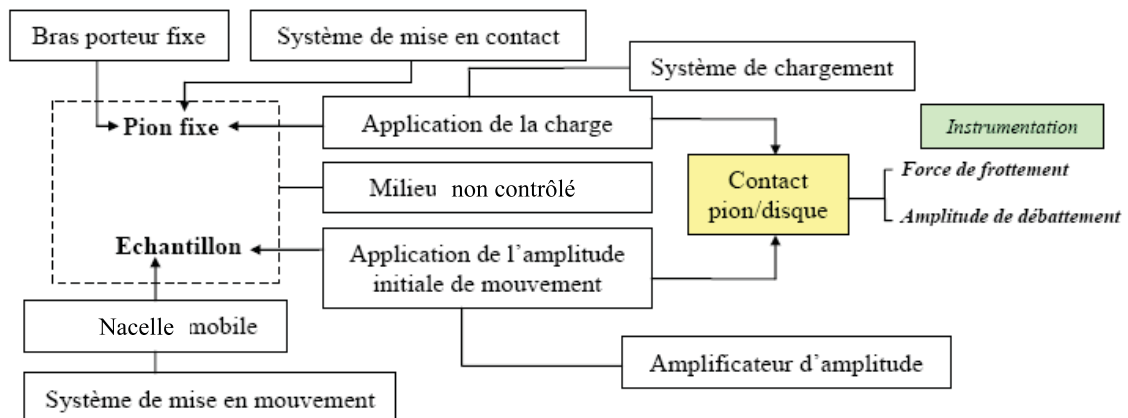 Bras porteur fixe
Système de mise en contact
Système de chargement
Pion fixe
Application de la charge
Instrumentation
Milieu non contrôlé
Contact
pion/disque
Force de frottement
Amplitude de débattement
Echantillon
Application de l'amplitude
initiale de mouvement
Nacelle mobile
Amplificateur d'amplitude
Système de mise en mouvement